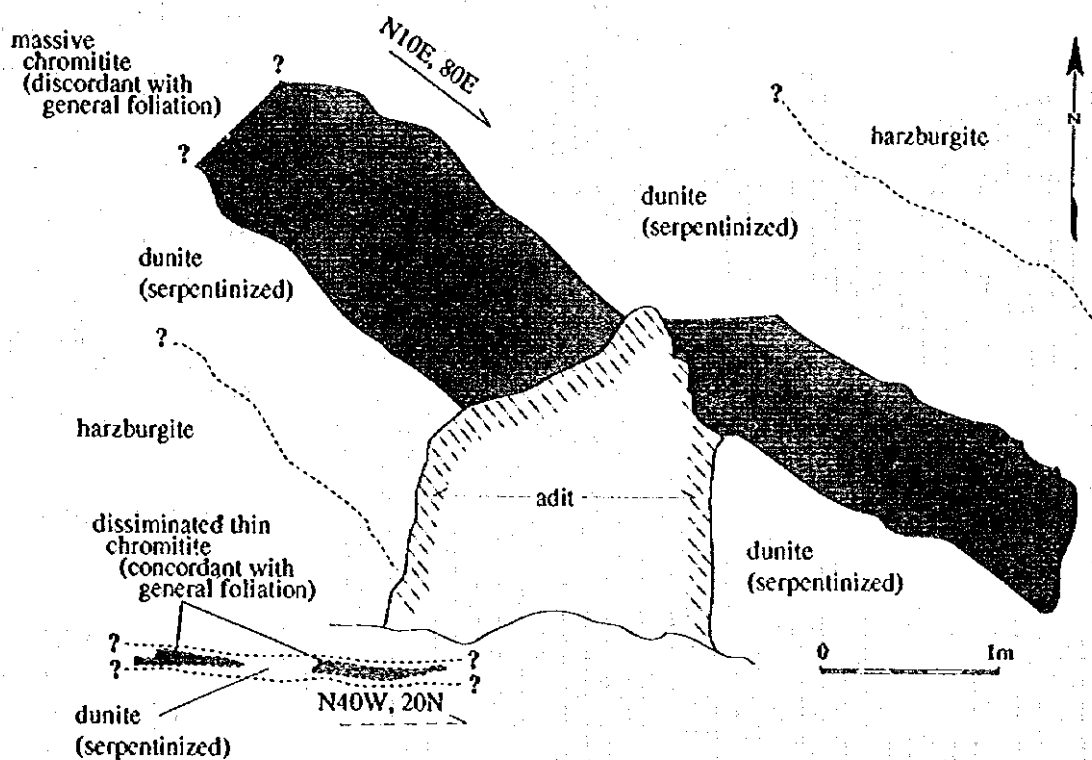 massive
chromitite
(discordant with
general foliation)
?
?
N10E, 80E
N
?
harzburgite
dunite
(serpentinized)
dunite
(serpentinized)
?
harzburgite
adit
dissiminated thin
chromitite
(concordant with
general foliation)
dunite
(serpentinized)
0 1m
?
?
?
?
N40W, 20N
dunite
(serpentinized)